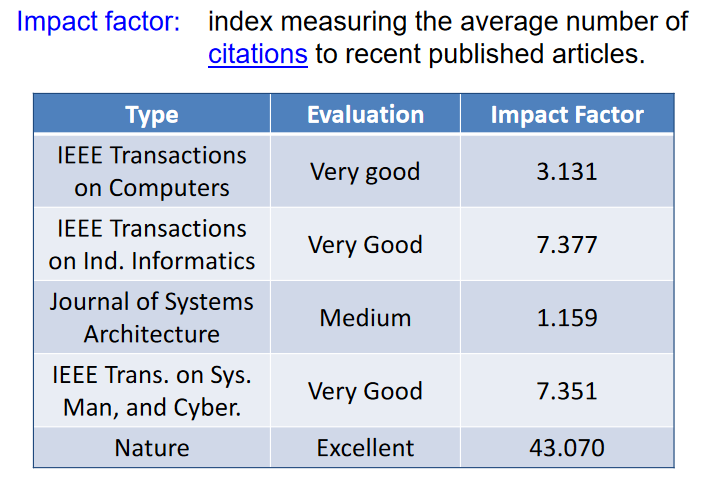 Impact factor: index measuring the average number of
citations to recent published articles.
Type Evaluation Impact Factor
IEEE Transactions
on Computers
Very good
3.131
IEEE Transactions
on Ind. Informatics
Very Good
7.377
Journal of Systems
Architecture
Medium
1.159
IEEE Trans. on Sys.
Man, and Cyber.
Very Good
7.351
Nature Excellent 43.070